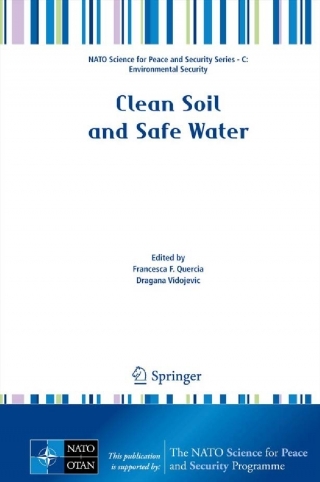 NATO Science for Peace and Security Series - C:
Environmental Security
Clean Soil
and Safe Water
Edited by
Francesca F. Quercia
Dragana Vidojevic
Springer
NATO
OTAN
This publication
is supported by:
The NATO Science for Peace
and Security Programme